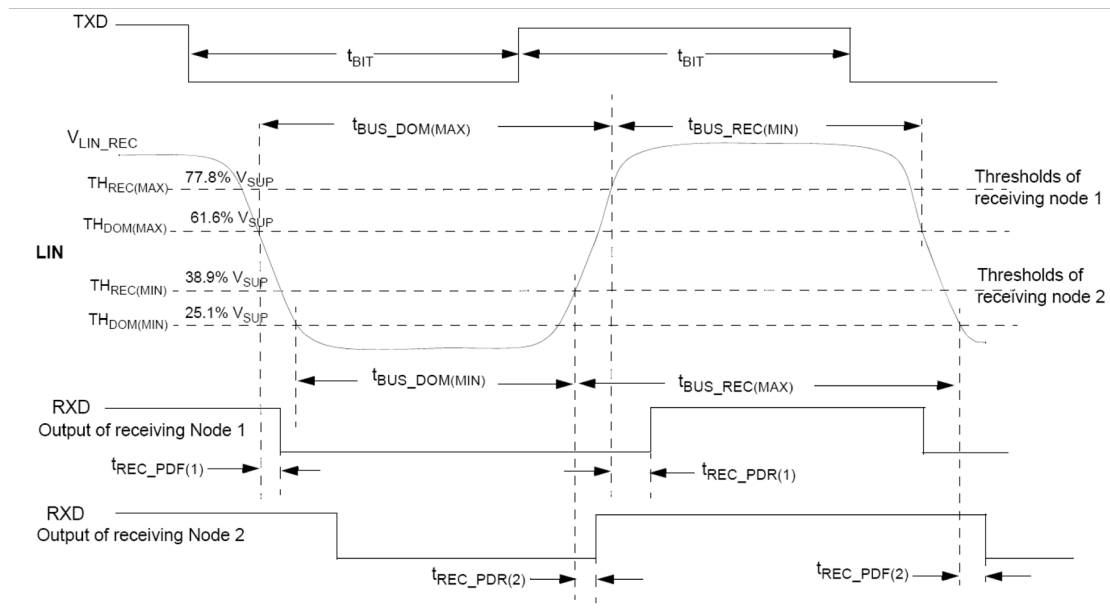 TXD
tBIT
tBIT
tBUS_DOM(MAX)
tBUS_REC(MIN)
VLIN_REC
THREC(MAX)
77.8% VSUP
Thresholds of
receiving node 1
THDOM(MAX)
61.6% VSUP
LIN
THREC(MIN)
38.9% VSUP
Thresholds of
receiving node 2
THDOM(MIN)
25.1% VSUP
tBUS_DOM(MIN)
tBUS_REC(MAX)
RXD
Output of receiving Node 1
tREC_PDF(1)
tREC_PDR(1)
RXD
Output of receiving Node 2
tREC_PDR(2)
tREC_PDF(2)